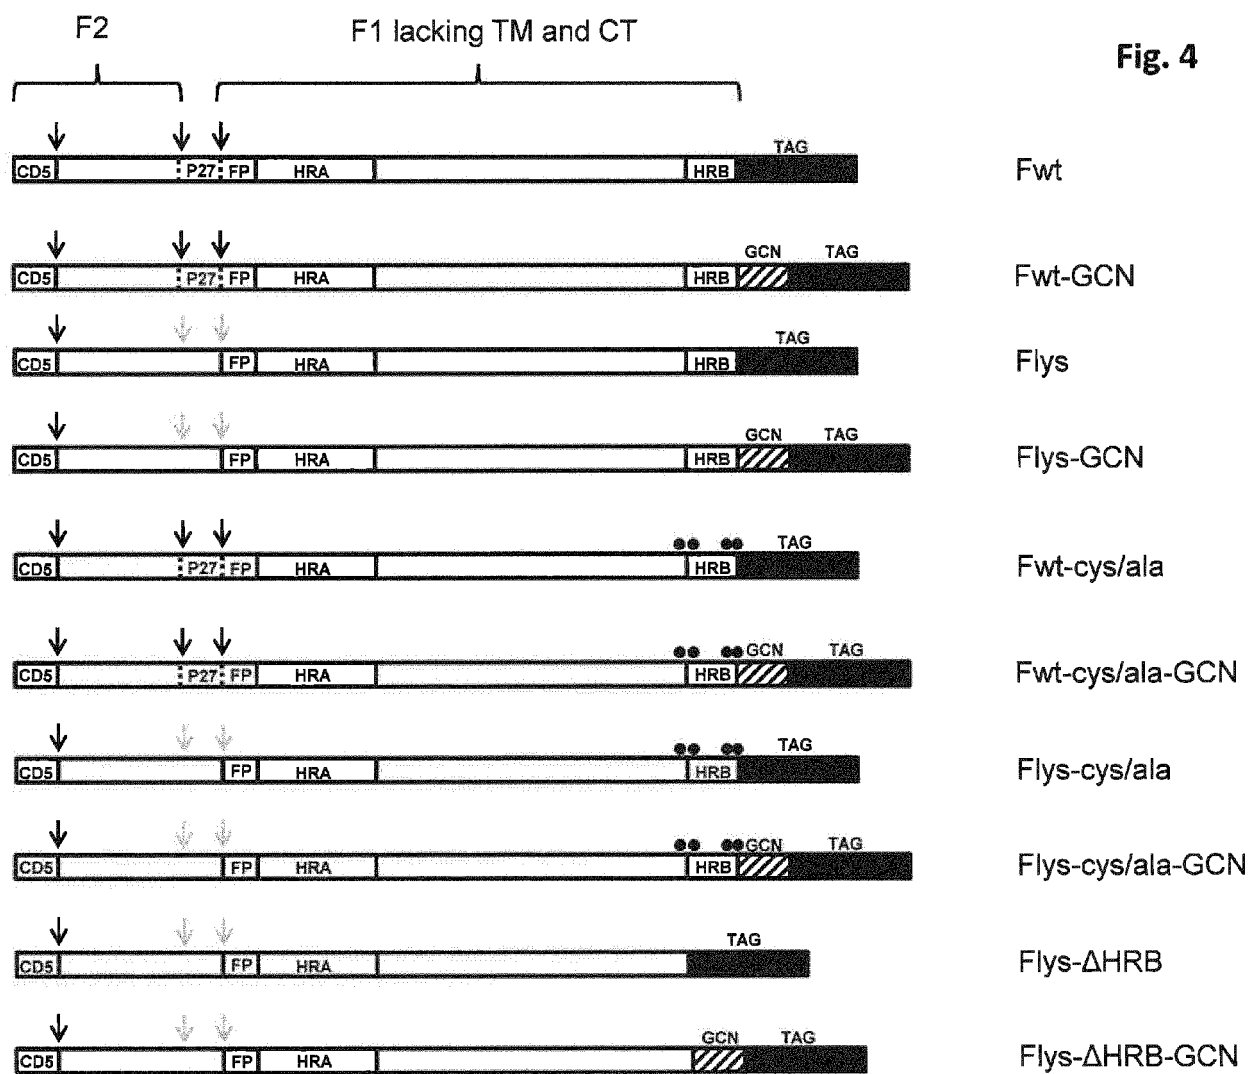 F2
F1 lacking TM and CT
Fig. 4
TAG
CD5 P27 FP HRA HRB
Fwt
GCN TAG
CD5 P27 FP HRA HRB
Fwt-GCN
TAG
CD5 FP HRA HRB
Flys
GCN TAG
CD5 FP HRA HRB
Flys-GCN
TAG
CD5 P27 FP HRA HRB
Fwt-cys/ala
GCN TAG
CD5 P27 FP HRA HRB
Fwt-cys/ala-GCN
TAG
CD5 FP HRA HRB
Flys-cys/ala
GCN TAG
CD5 FP HRA HRB
Flys-cys/ala-GCN
TAG
CD5 FP HRA
Flys-ΔHRB
GCN TAG
CD5 FP HRA
Flys-ΔHRB-GCN